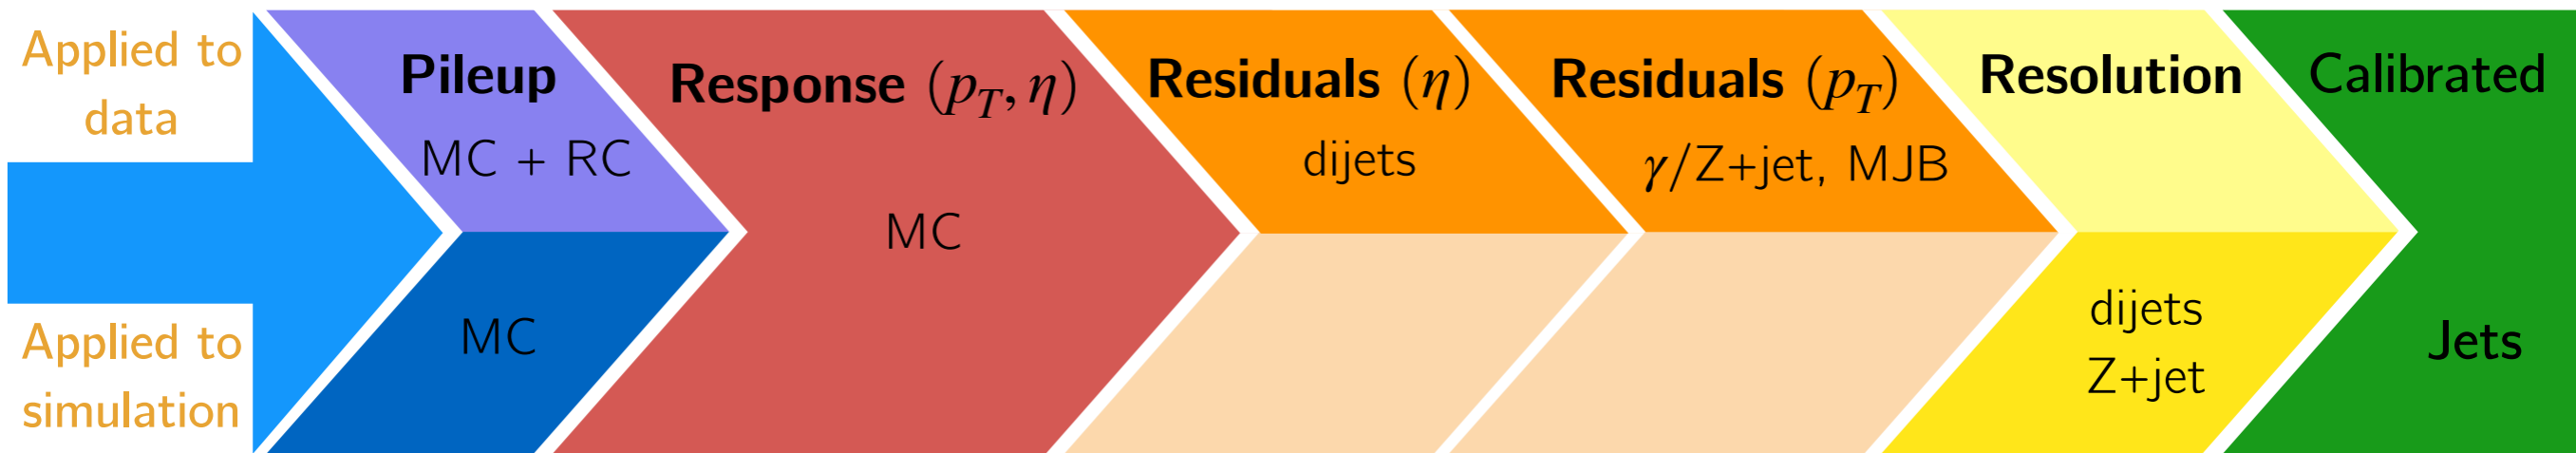 Applied to
data
Applied to
simulation
Pileup
MC + RC
MC
Response (p_T, η)
MC
Residuals (η)
dijets
Residuals (p_T)
γ/Z+jet, MJB
Resolution
dijets
Z+jet
Calibrated
Jets